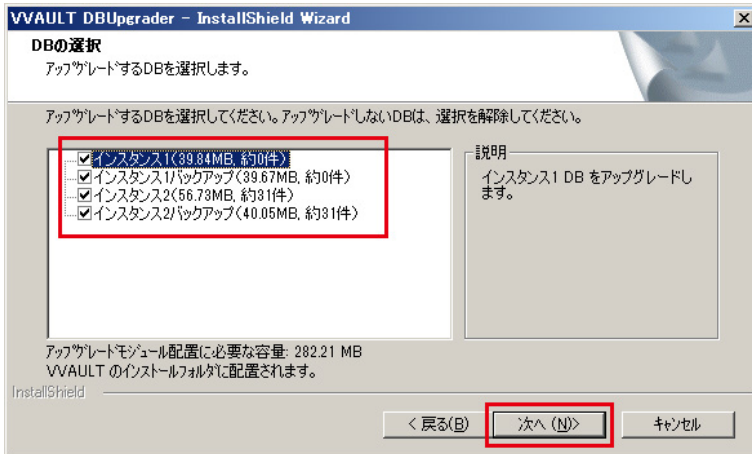 VVAULT DBUpgrader - InstallShield Wizard
DBの選択
アップグレードするDBを選択します。
アップグレードするDBを選択してください。アップグレードしないDBは、選択を解除してください。
インスタンス1(39.84MB, 約0件)
インスタンス1/バックアップ(39.67MB, 約0件)
インスタンス2(56.73MB, 約31件)
インスタンス2/バックアップ(40.05MB, 約31件)
説明
インスタンス1 DB をアップグレードし
ます。
アップグレードモジュール配置に必要な容量: 282.21 MB
VVAULT のインストールフォルダに配置されます。
InstallShield
< 戻る(B)
次へ (N)>
キャンセル